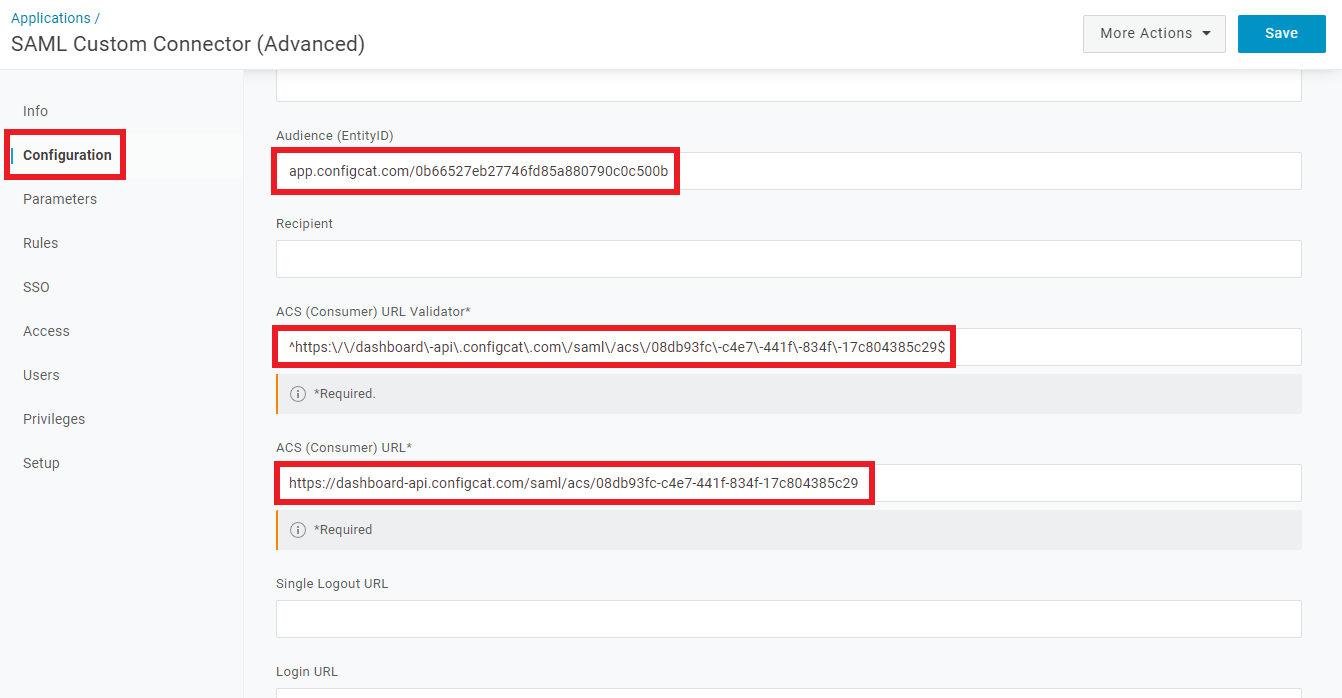 Applications /
SAML Custom Connector (Advanced)
More Actions
Save
Info
Configuration
Parameters
Rules
SSO
Access
Users
Privileges
Setup
Audience (EntityID)
app.configcat.com/0b66527eb27746fd85a880790c0c500b
Recipient
ACS (Consumer) URL Validator*
^https:\/\/dashboard\-api\.configcat\.com\/saml\/acs\/08db93fc\-c4e7\-441f\-834f\-17c804385c29$
*Required.
ACS (Consumer) URL*
https://dashboard-api.configcat.com/saml/acs/08db93fc-c4e7-441f-834f-17c804385c29
*Required
Single Logout URL
Login URL